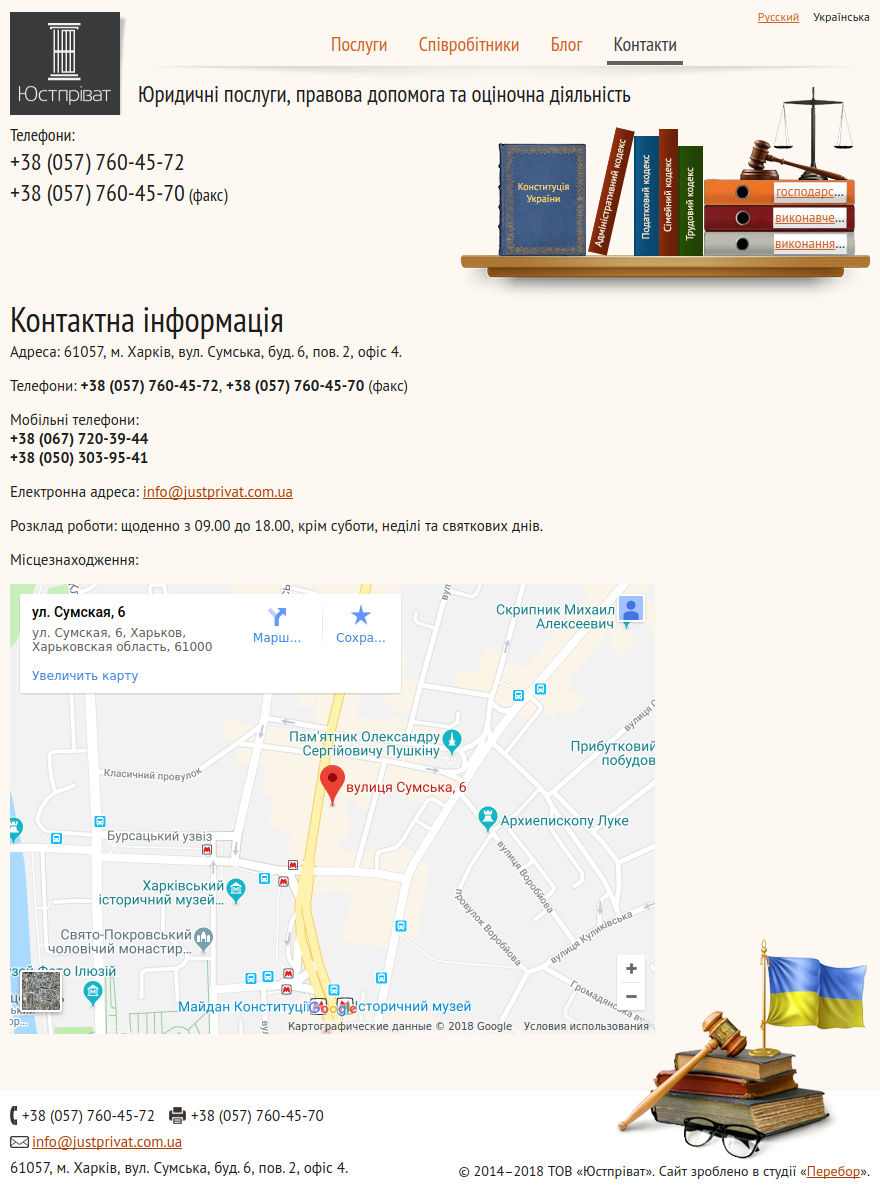 Русский Українська
Послуги Співробітники Блог Контакти
Юстпріват
Юридичні послуги, правова допомога та оціночна діяльність
Телефони:
+38 (057) 760-45-72
+38 (057) 760-45-70 (факс)
Конституція
України
Адміністративний кодекс
Податковий кодекс
Сімейний кодекс
Трудовий кодекс
господарс...
виконавче...
виконання...
Контактна інформація
Адреса: 61057, м. Харків, вул. Сумська, буд. 6, пов. 2, офіс 4.
Телефони: +38 (057) 760-45-72, +38 (057) 760-45-70 (факс)
Мобільні телефони:
+38 (067) 720-39-44
+38 (050) 303-95-41
Електронна адреса: info@justprivat.com.ua
Розклад роботи: щоденно з 09.00 до 18.00, крім суботи, неділі та святкових днів.
Місцезнаходження:
ул. Сумская, 6
ул. Сумская, 6, Харьков,
Харьковская область, 61000
Марш...
Сохра...
Увеличить карту
Скрипник Михаил
Алексеевич
вул
вулиця С
Пам'ятник Олександру
Сергійовичу Пушкіну
Прибутковий
побудов
Класичний провулок
вулиця Сумська, 6
Архиепископу Луке
Бурсацький узвіз
вулиця Воробйова
Харківський
історичний музей...
провулок Воробйова
вулиця Куликівська
Свято-Покровський
чоловічий монастир...
узей Фото Ілюзій
Громадянська ву
Майдан Конституції
Історичний музей
Google
Картографические данные © 2018 Google Условия использования
+38 (057) 760-45-72 +38 (057) 760-45-70
info@justprivat.com.ua
61057, м. Харків, вул. Сумська, буд. 6, пов. 2, офіс 4.
© 2014–2018 ТОВ «Юстпріват». Сайт зроблено в студії «Перебор».